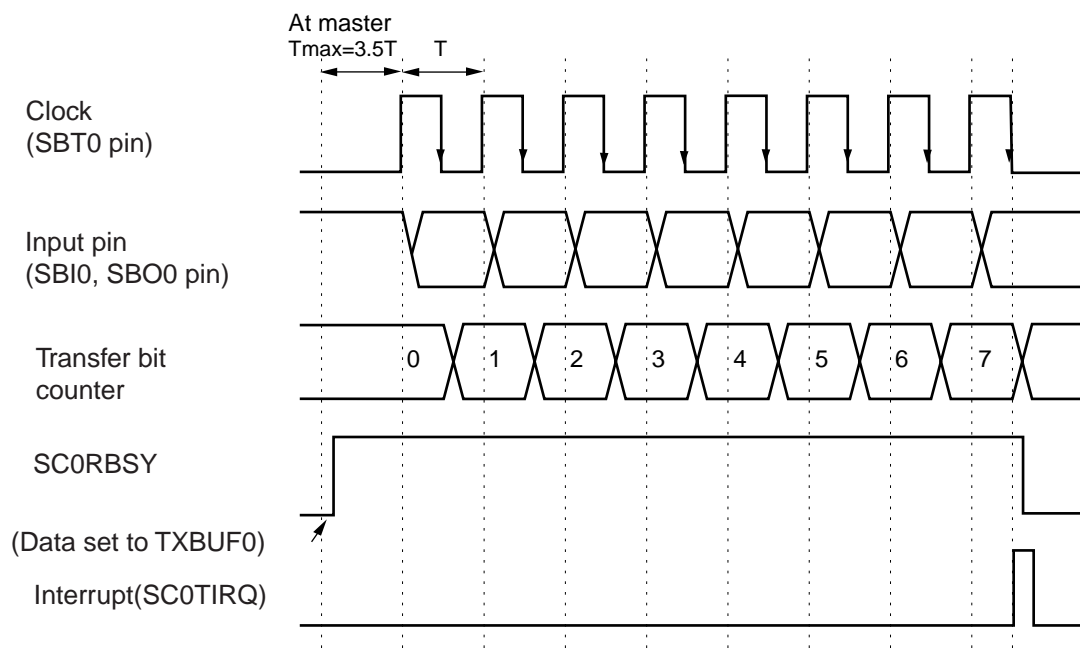 At master
Tmax=3.5T
T
Clock
(SBT0 pin)
Input pin
(SBI0, SBO0 pin)
Transfer bit
counter
0 1 2 3 4 5 6 7
SC0RBSY
(Data set to TXBUF0)
Interrupt(SC0TIRQ)